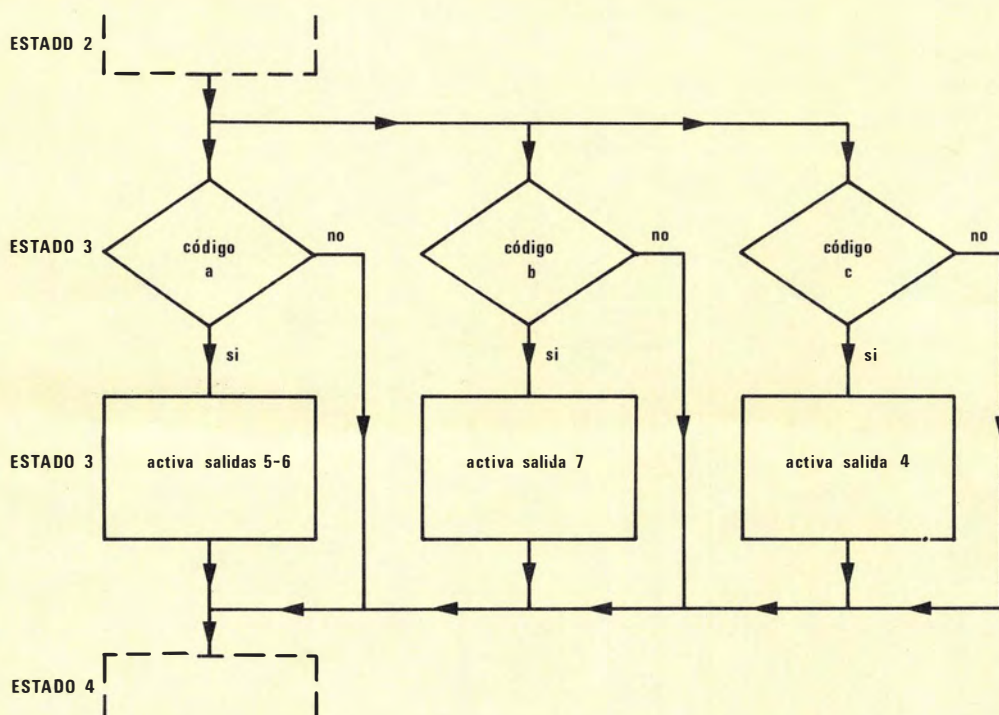 ESTADD 2
ESTADO 3
código
a
no
código
b
no
código
c
no
si
si
si
ESTADO 3
activa salidas 5-6
activa salida 7
activa salida 4
ESTADO 4